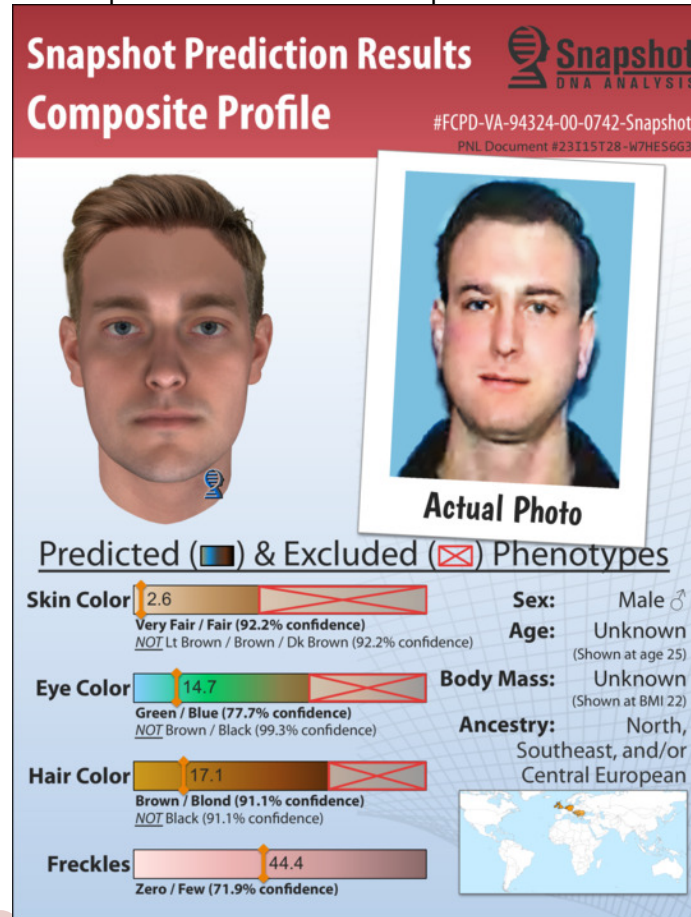 Snapshot Prediction Results
Composite Profile
Snapshot
DNA ANALYSIS
#FCPD-VA-94324-00-0742-Snapshot
PNL Document #23I15T28-W7HES6G3
Actual Photo
Predicted () & Excluded () Phenotypes
Skin Color
2.6
Very Fair / Fair (92.2% confidence)
NOT Lt Brown / Brown / Dk Brown (92.2% confidence)
Eye Color
14.7
Green / Blue (77.7% confidence)
NOT Brown / Black (99.3% confidence)
Hair Color
17.1
Brown / Blond (91.1% confidence)
NOT Black (91.1% confidence)
Freckles
44.4
Zero / Few (71.9% confidence)
Sex: Male ♂
Age: Unknown
(Shown at age 25)
Body Mass: Unknown
(Shown at BMI 22)
Ancestry: North,
Southeast, and/or
Central European